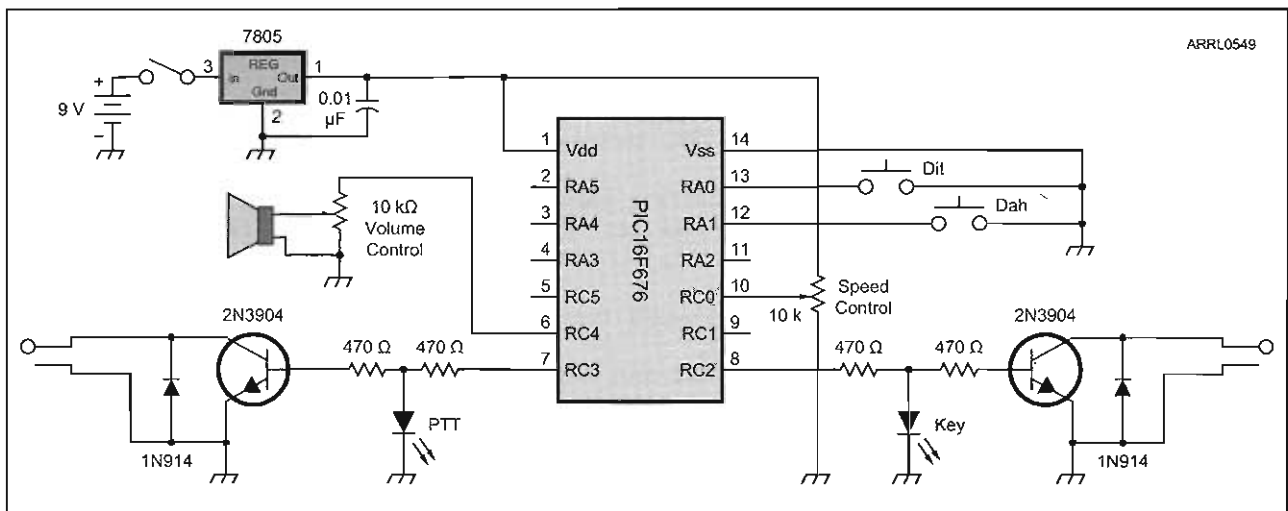 ARRL0549
7805
REG
In
Out
Gnd
3
1
2
+
9 V
–
0.01
µF
10 kΩ
Volume
Control
PIC16F676
1 Vdd
2 RA5
3 RA4
4 RA3
5 RC5
6 RC4
7 RC3
Vss 14
RA0 13
RA1 12
RA2 11
RC0 10
RC1 9
RC2 8
Dit
Dah
Speed
Control
10 k
2N3904
470 Ω
470 Ω
PTT
1N914
470 Ω
470 Ω
Key
2N3904
1N914